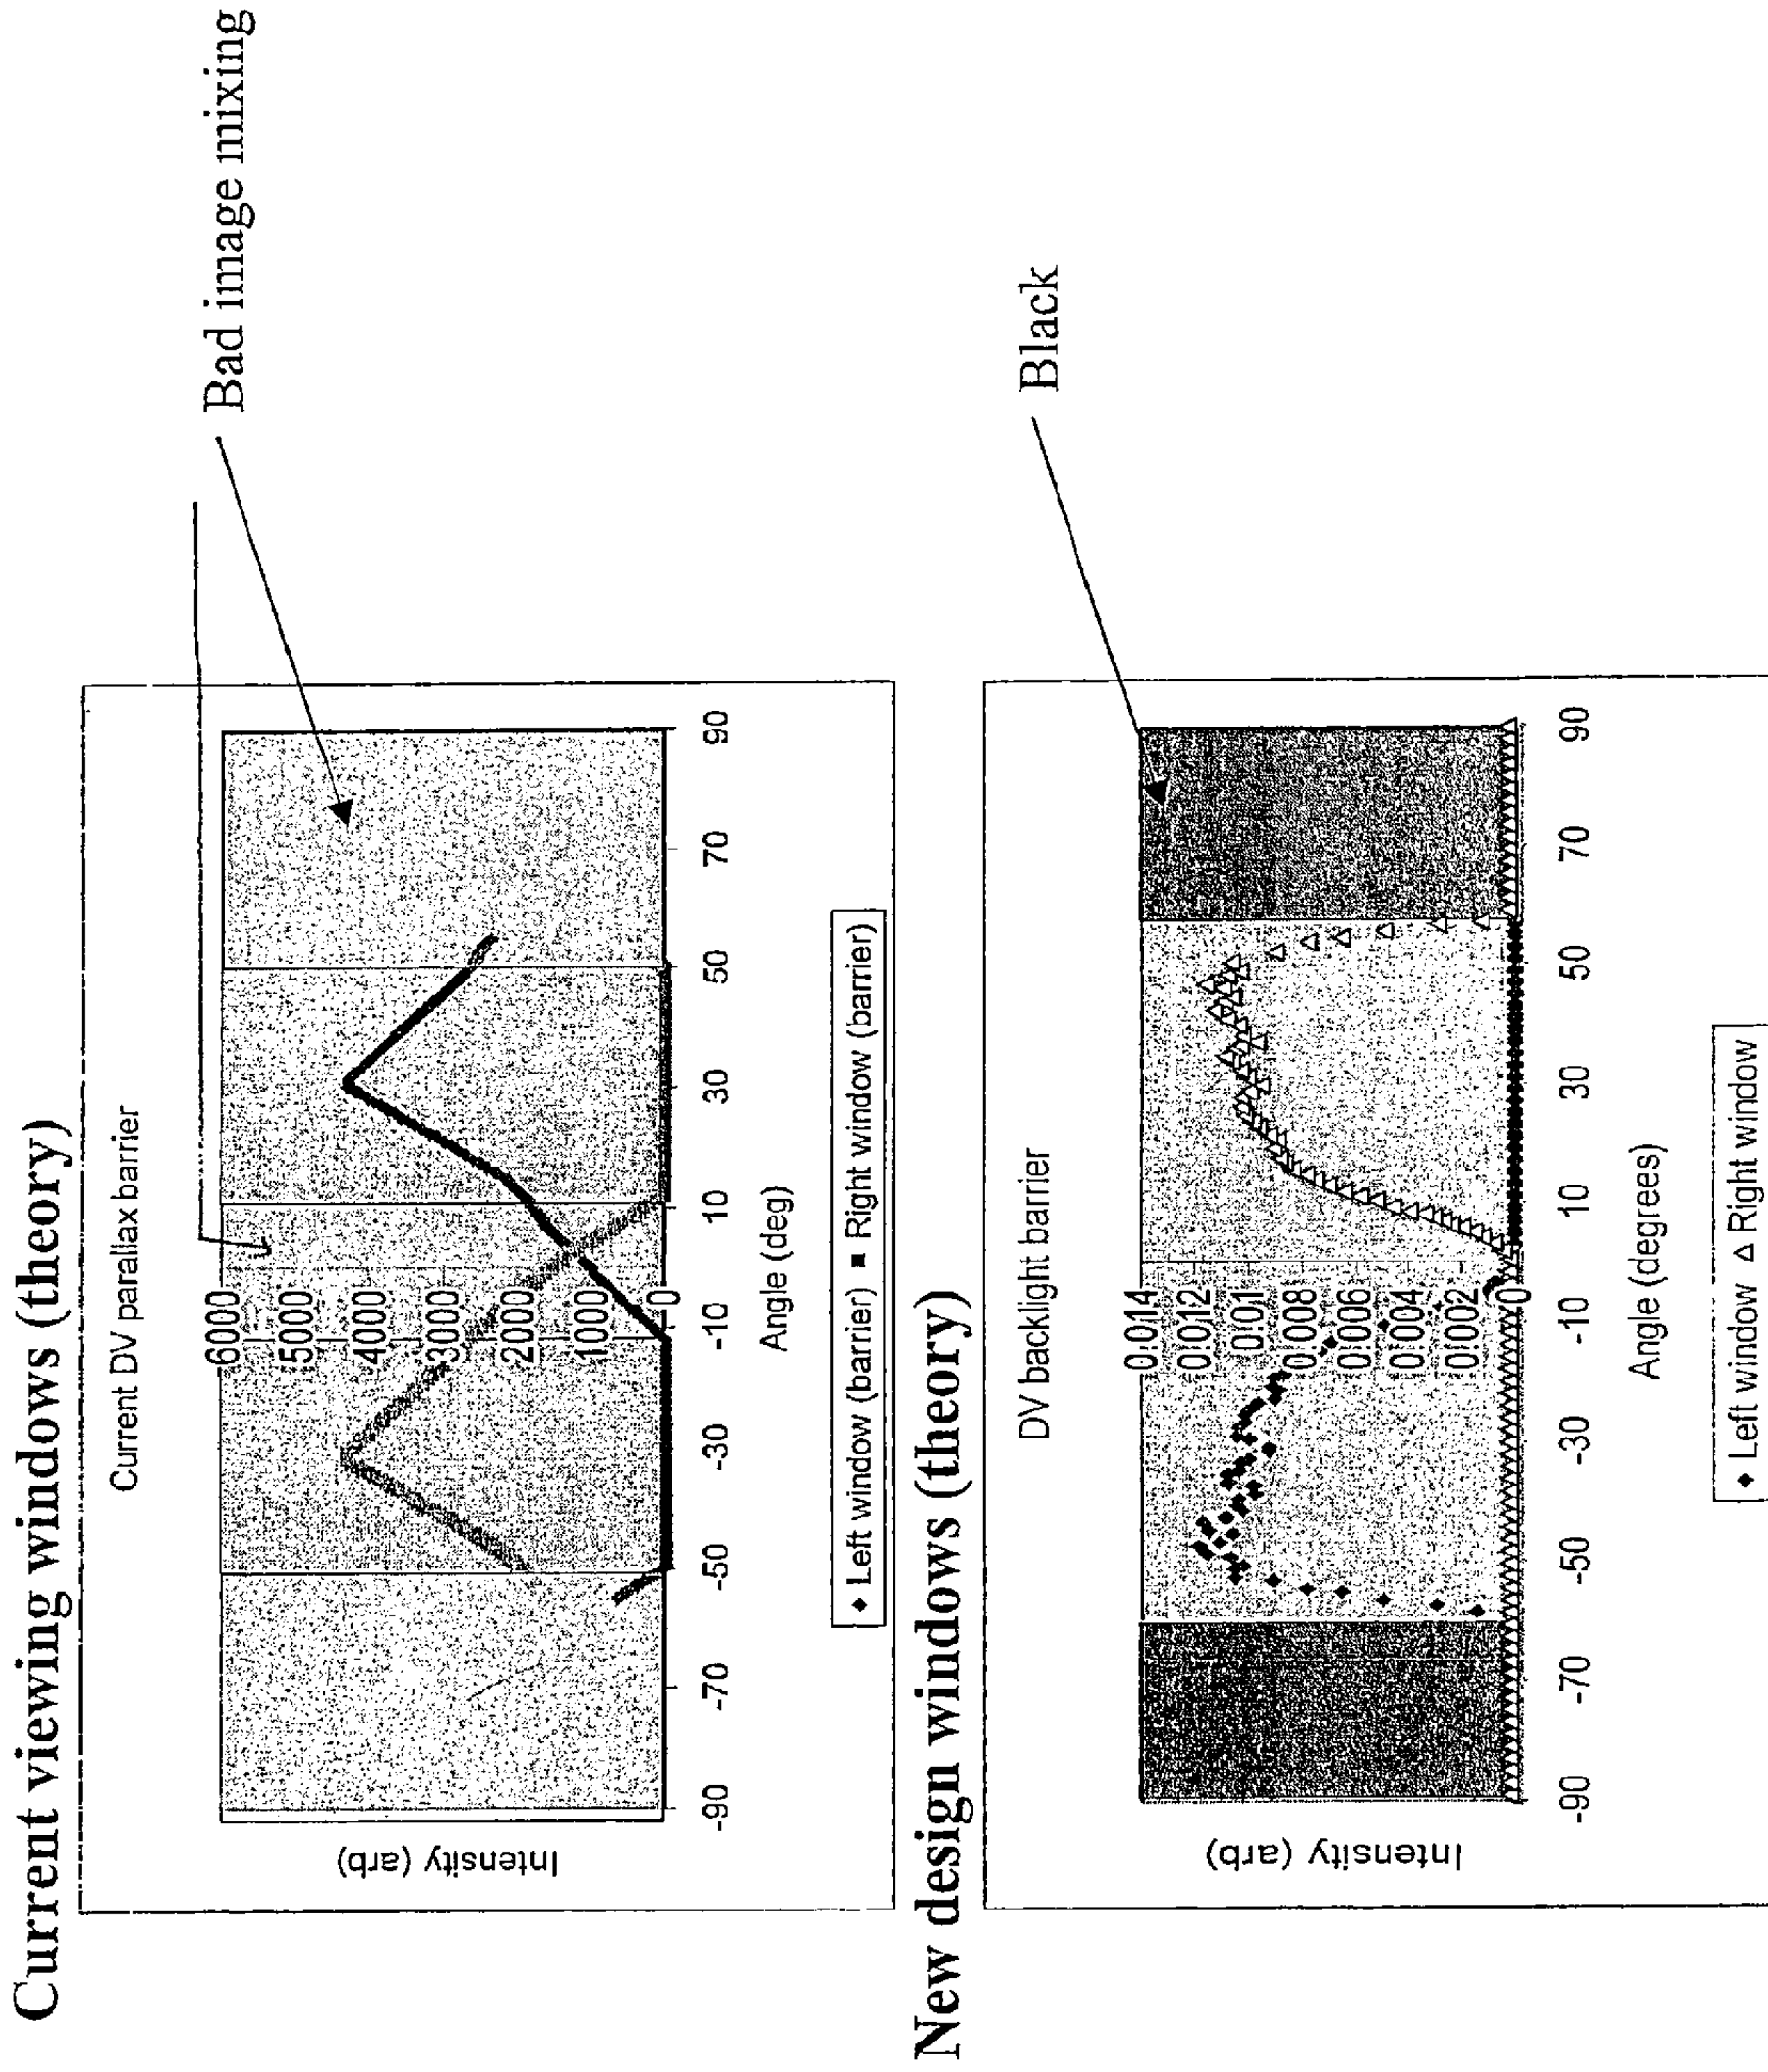 Current viewing windows (theory)
Current DV parallax barrier
Bad image mixing
Intensity (arb)
6000
5000
4000
3000
2000
1000
0
-90 -70 -50 -30 -10 10 30 50 70 90
Angle (deg)
◆ Left window (barrier) ■ Right window (barrier)
New design windows (theory)
DV backlight barrier
Black
Intensity (arb)
0.014
0.012
0.01
0.008
0.006
0.004
0.002
0
-90 -70 -50 -30 -10 10 30 50 70 90
Angle (degrees)
◆ Left window Δ Right window